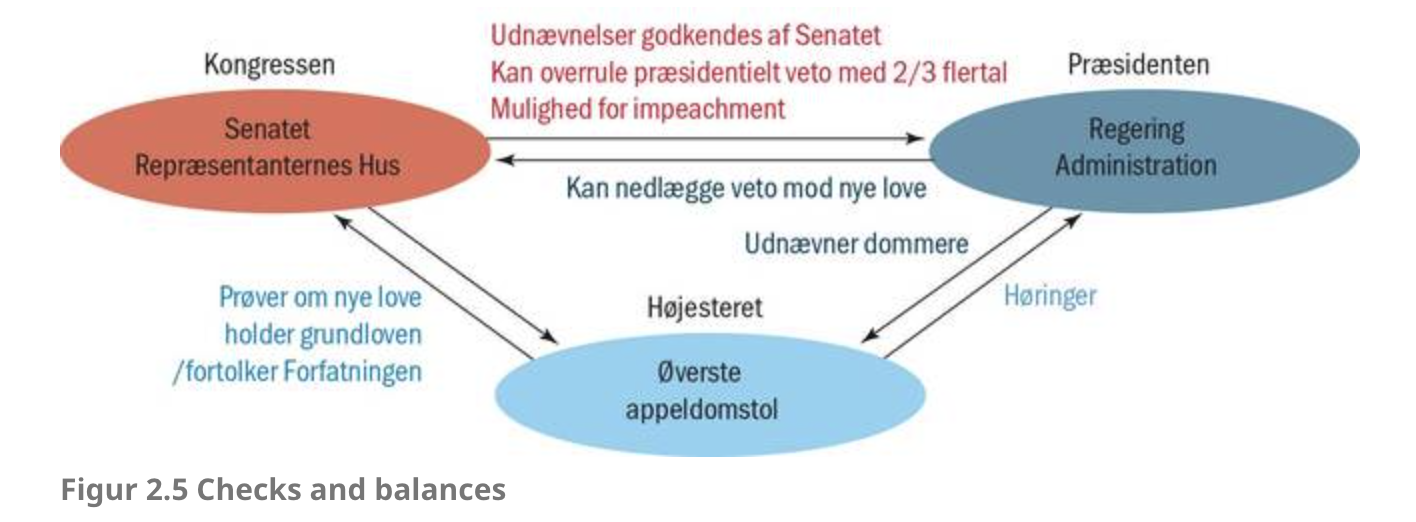 Udnævnelser godkendes af Senatet
Kongressen
Kan overrule præsidentielt veto med 2/3 flertal
Præsidenten
Mulighed for impeachment
Senatet
Repræsentanternes Hus
Regering
Administration
Kan nedlægge veto mod nye love
Udnævner dommere
Prøver om nye love
holder grundloven
/fortolker Forfatningen
Højesteret
Høringer
Øverste
appeldomstol
Figur 2.5 Checks and balances